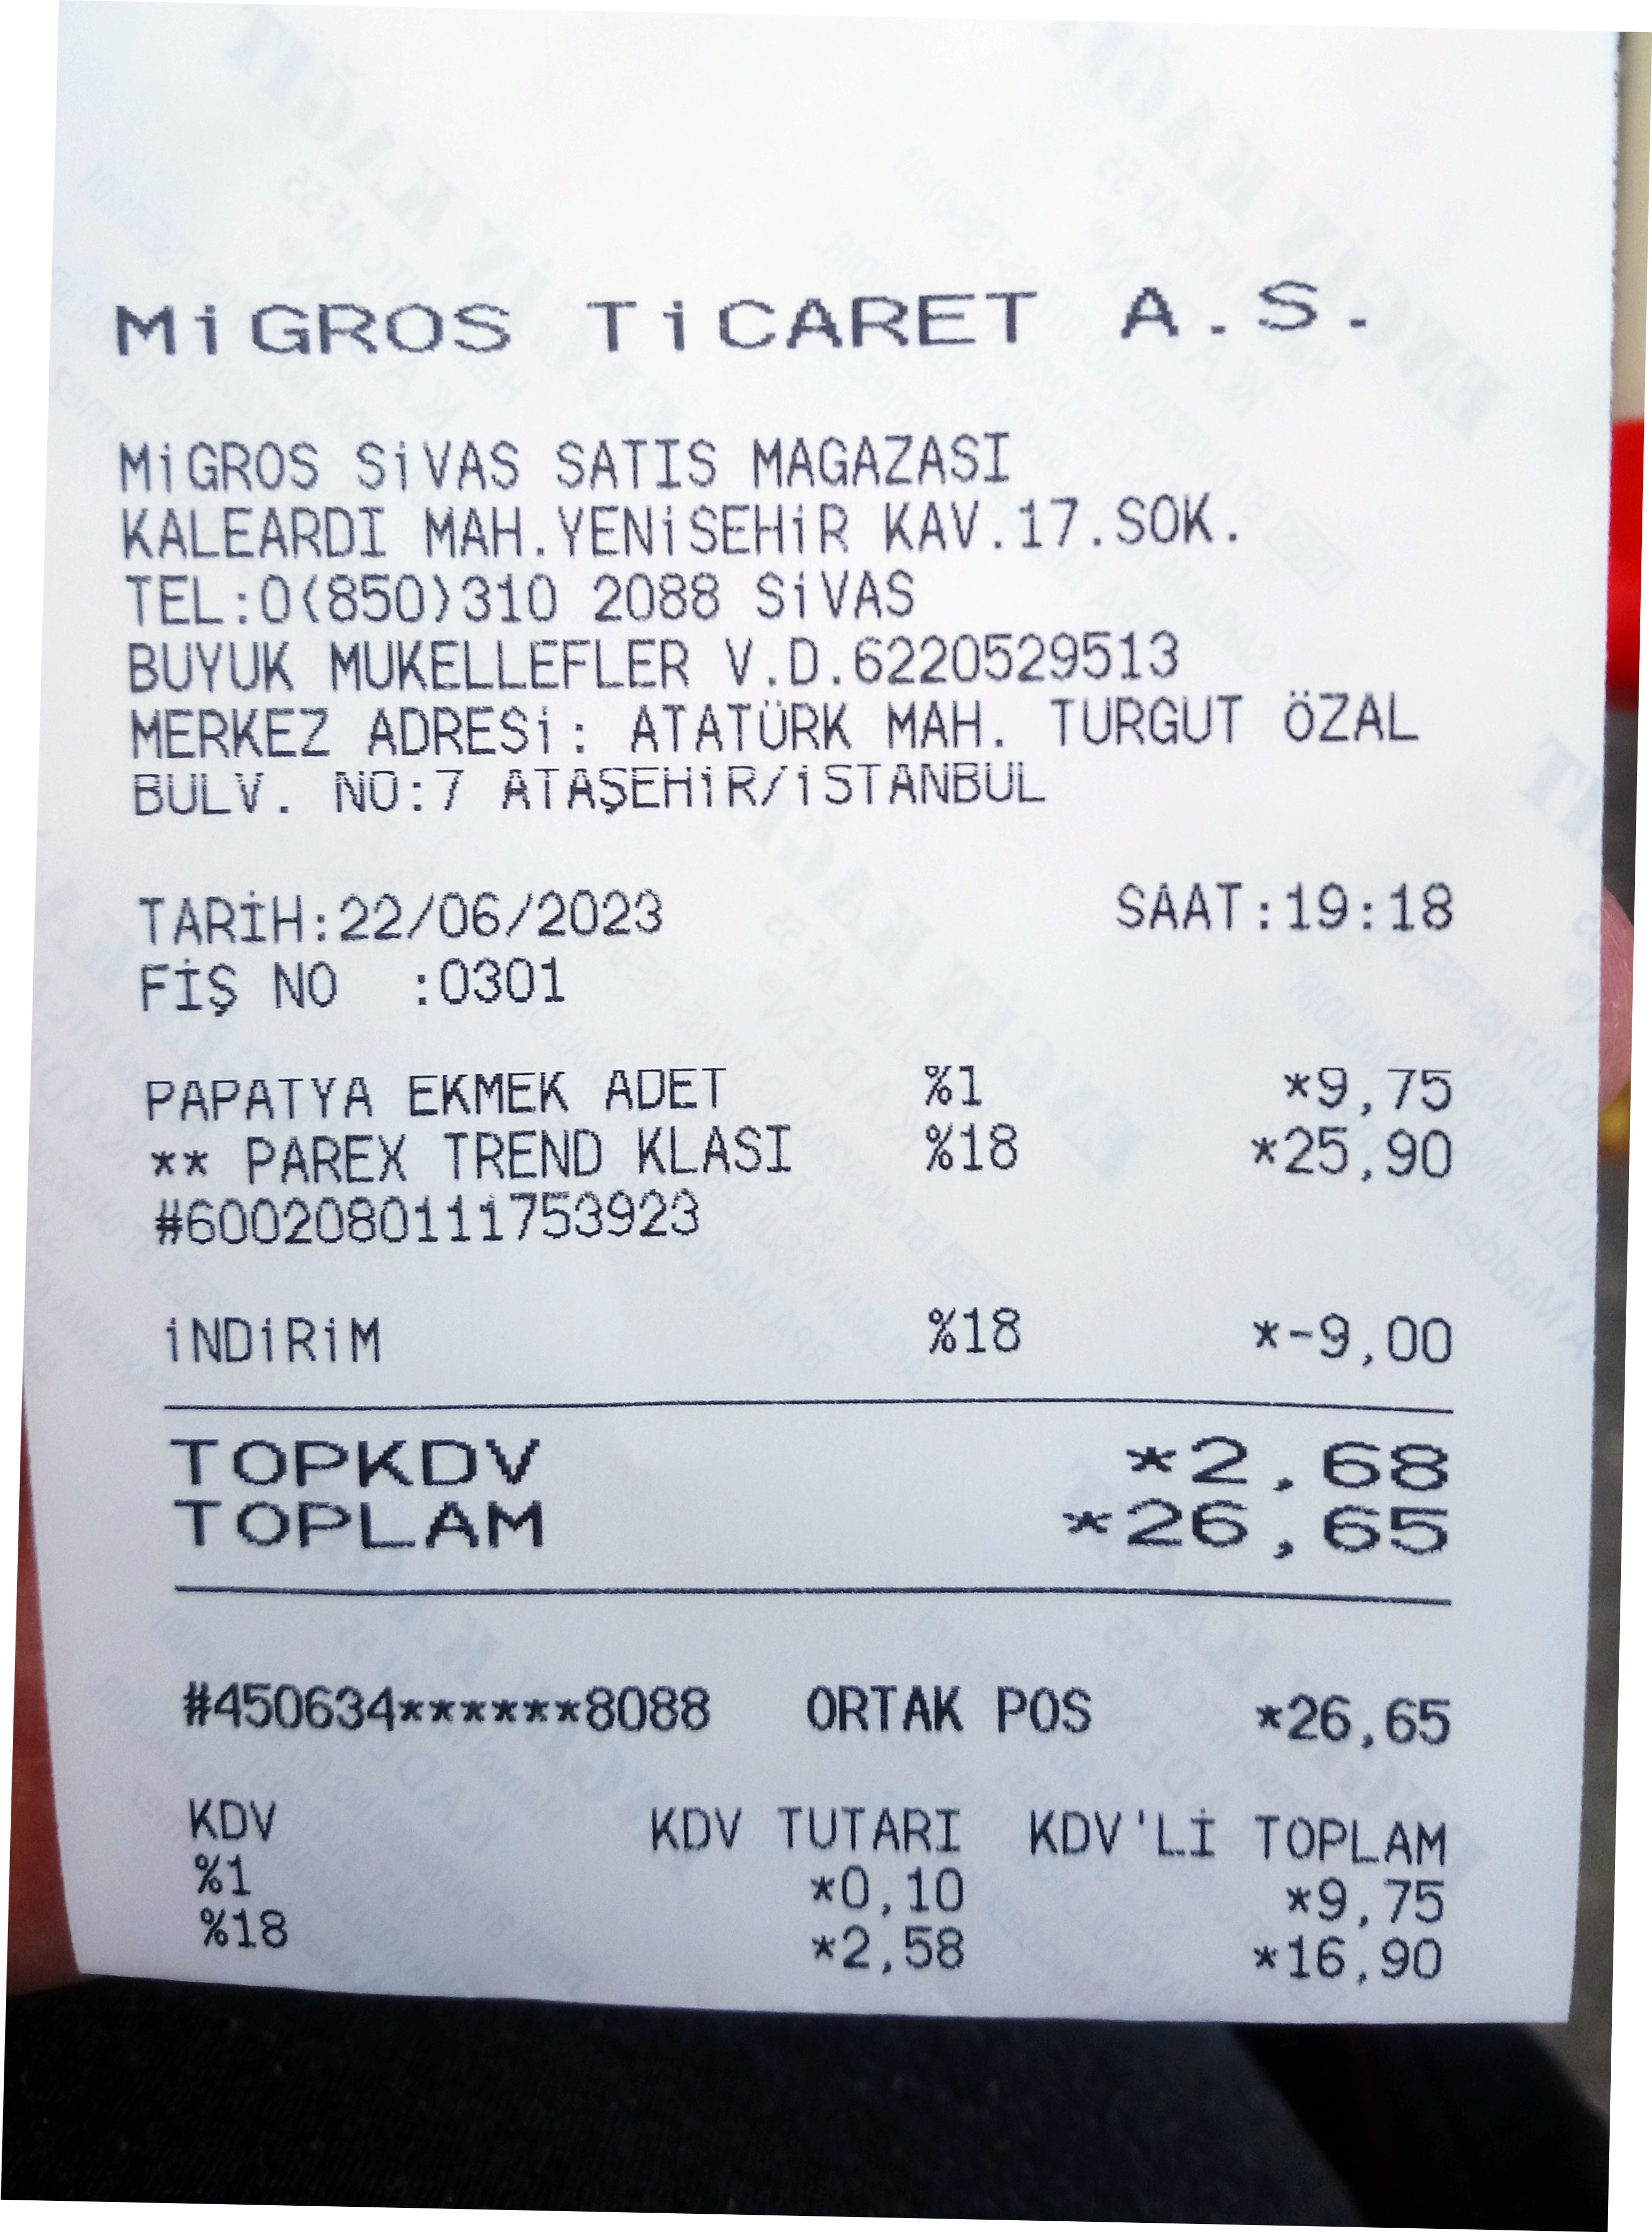 MiGROS TiCARET A.S.
MiGROS SiVAS SATIS MAGAZASI
KALEARDI MAH.YENiSEHiR KAV.17.SOK.
TEL:0(850)310 2088 SiVAS
BUYUK MUKELLEFLER V.D.6220529513
MERKEZ ADRESi: ATATÜRK MAH. TURGUT ÖZAL
BULV. NO:7 ATAŞEHiR/iSTANBUL
TARİH:22/06/2023 SAAT:19:18
FİŞ NO :0301
PAPATYA EKMEK ADET %1 *9,75
** PAREX TREND KLASI %18 *25,90
#6002080111753923
iNDiRiM %18 *-9,00
TOPKDV *2,68
TOPLAM *26,65
#450634******8088 ORTAK POS *26,65
KDV KDV TUTARI KDV'Lİ TOPLAM
%1 *0,10 *9,75
%18 *2,58 *16,90